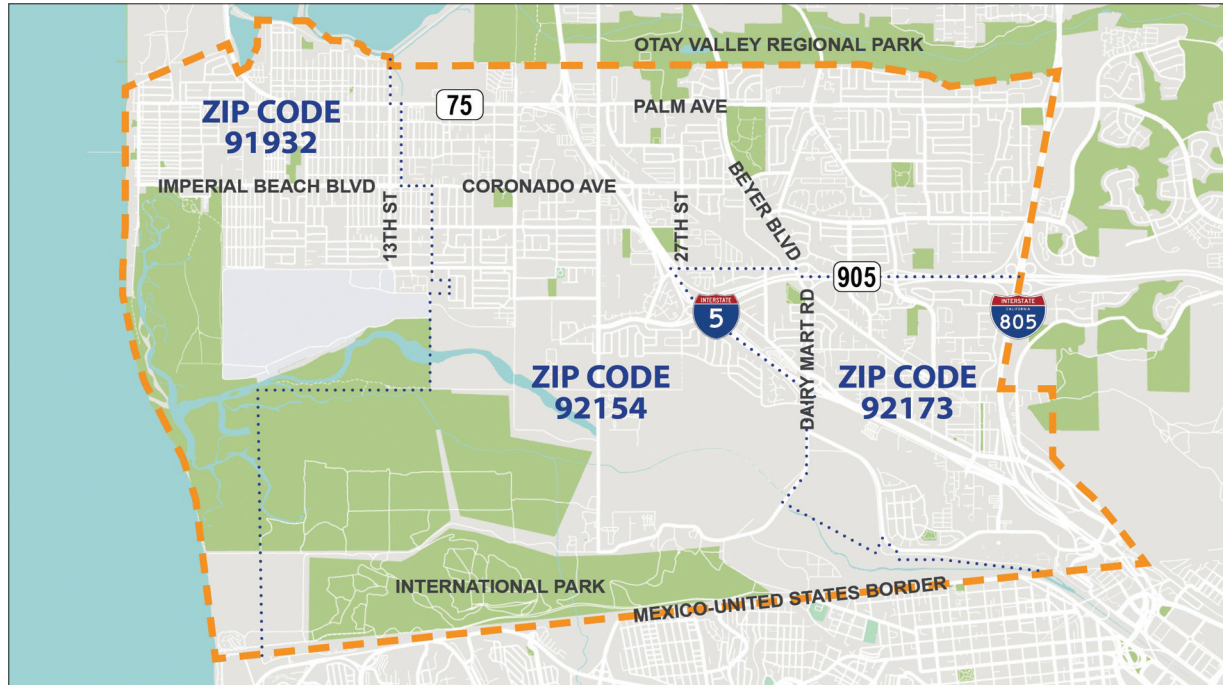 OTAY VALLEY REGIONAL PARK
ZIP CODE
91932
75
PALM AVE
IMPERIAL BEACH BLVD
CORONADO AVE
13TH ST
27TH ST
BEYER BLVD
905
INTERSTATE
5
INTERSTATE
CALIFORNIA
805
DAIRY MART RD
ZIP CODE
92154
ZIP CODE
92173
INTERNATIONAL PARK
MEXICO-UNITED STATES BORDER